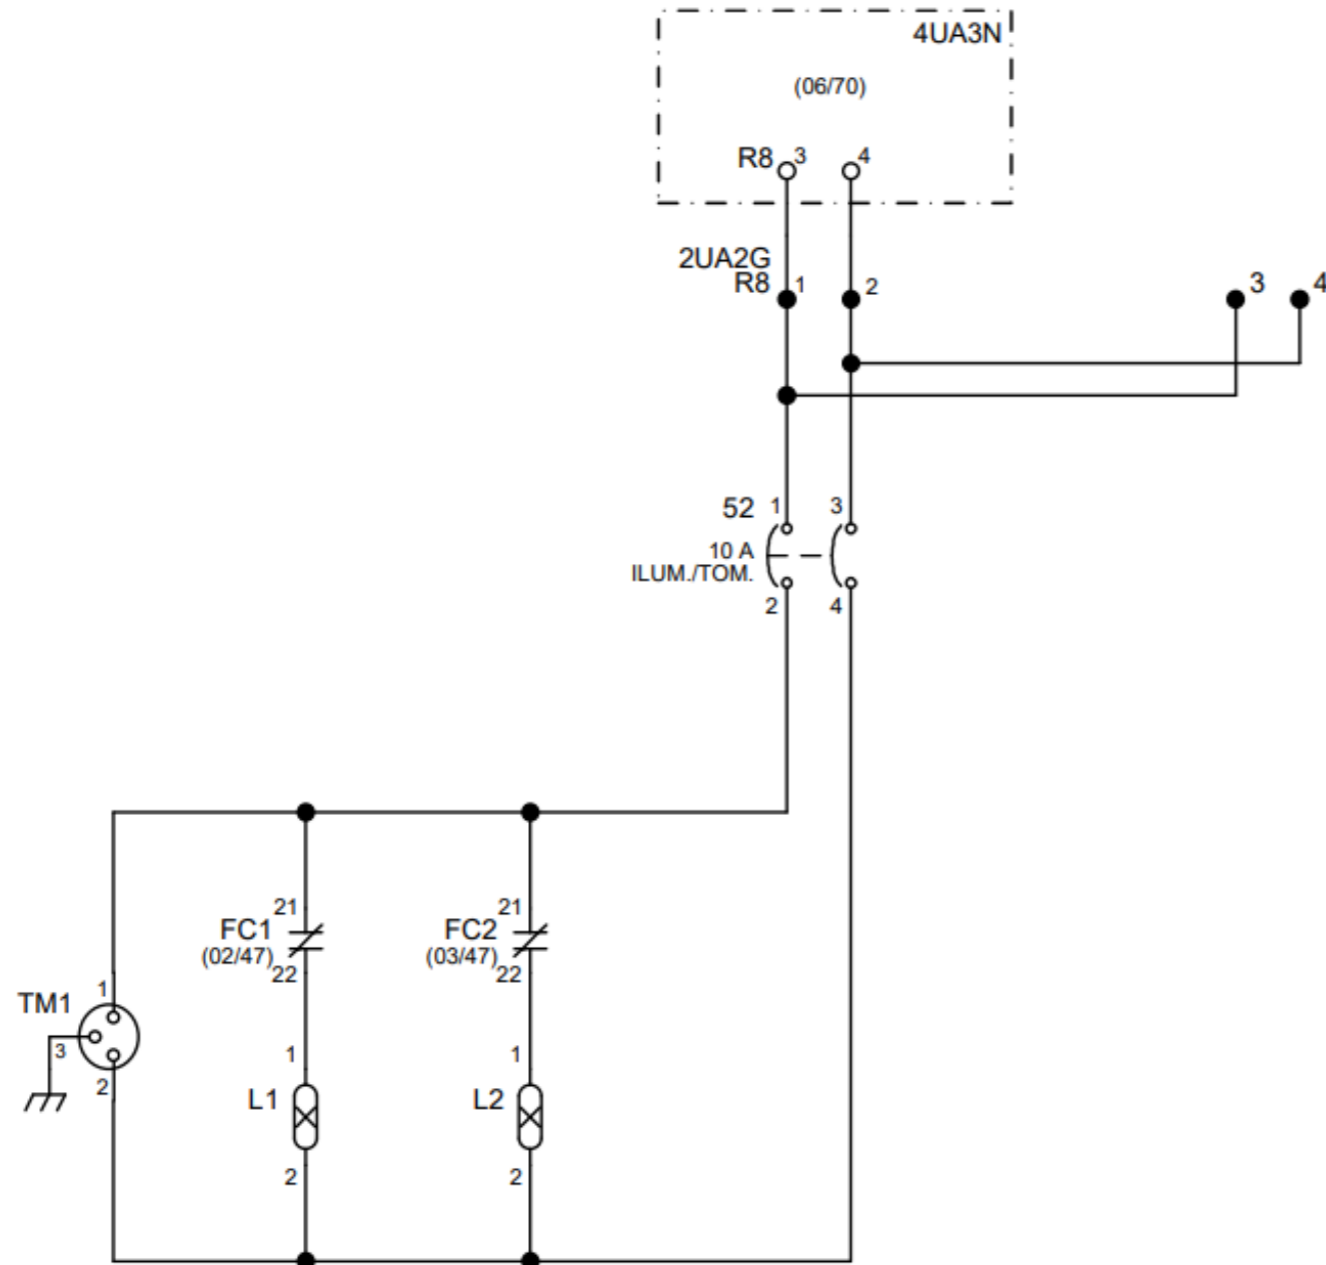 4UA3N
(06/70)
R8 3 4
2UA2G
R8 1 2 3 4
52 1 3
10 A
ILUM./TOM.
2 4
21 21
FC1 FC2
(02/47) (03/47)
22 22
TM1 1
3
2
1 1
L1 L2
2 2